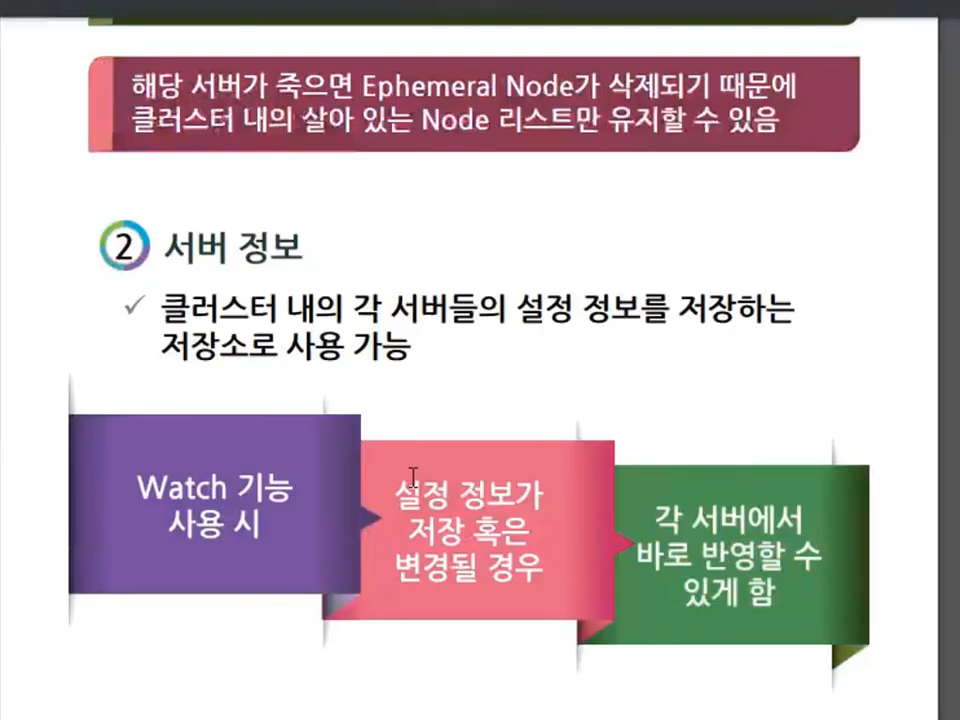 해당 서버가 죽으면 Ephemeral Node가 삭제되기 때문에
클러스터 내의 살아 있는 Node 리스트만 유지할 수 있음
2 서버 정보
✓ 클러스터 내의 각 서버들의 설정 정보를 저장하는
저장소로 사용 가능
Watch 기능
사용 시
설정 정보가
저장 혹은
변경될 경우
각 서버에서
바로 반영할 수
있게 함